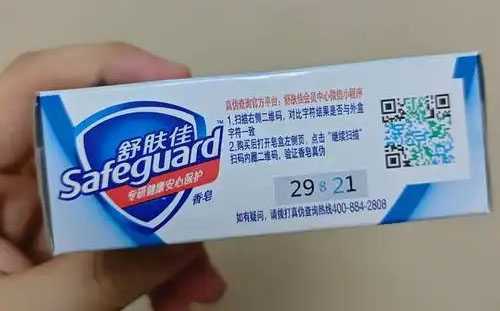 舒肤佳
Safeguard
专研健康安心保护
香皂
真伪查询官方平台：舒肤佳会员中心微信小程序
1.扫描右侧二维码，对比字符结果是否与外盒
字符一致
2.购买后打开皂盒左侧页，点击"继续扫描"
扫码内藏二维码，验证香皂真伪
29 8 21
如有疑问，请拨打真伪查询热线400-884-2808